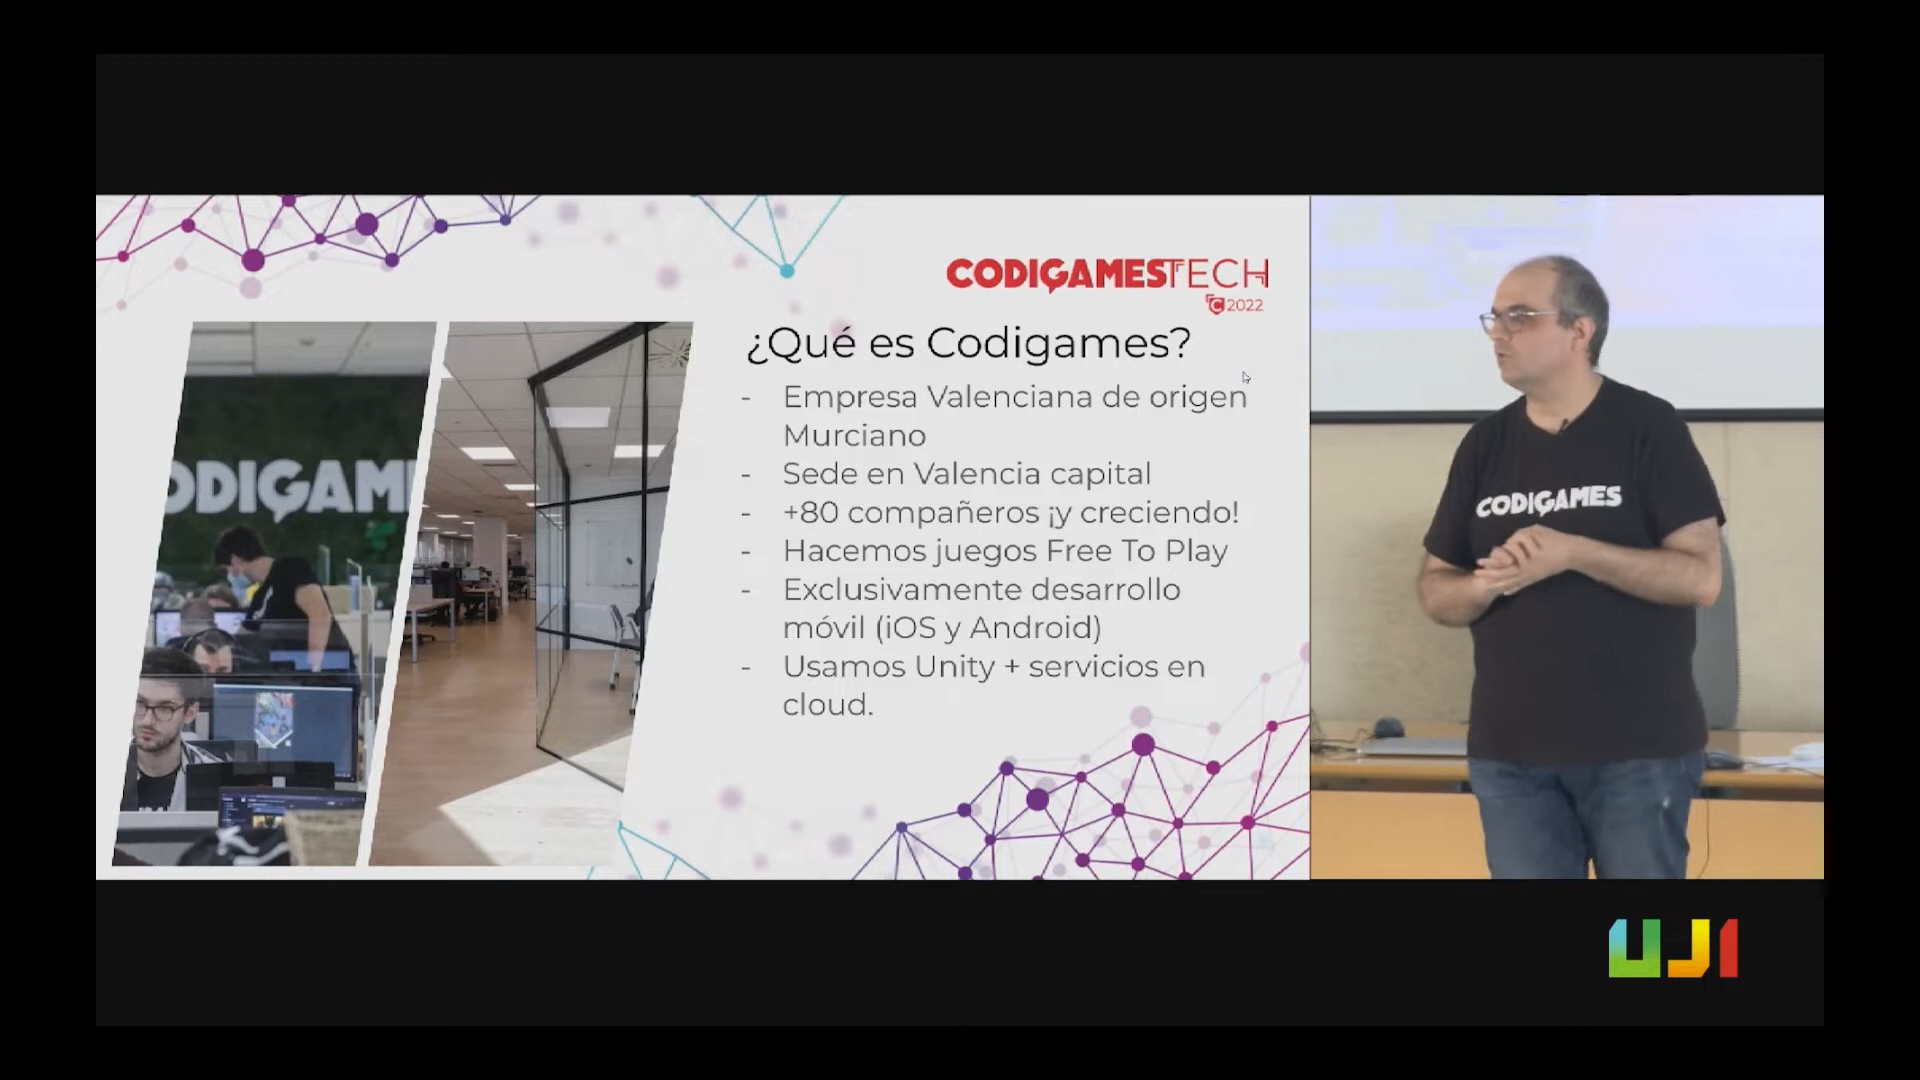 CODIGAMESTECH
C 2022
¿Qué es Codigames?
- Empresa Valenciana de origen
Murciano
- Sede en Valencia capital
- +80 compañeros ¡y creciendo!
- Hacemos juegos Free To Play
- Exclusivamente desarrollo
móvil (iOS y Android)
- Usamos Unity + servicios en
cloud.
ODIGAM
CODIGAMES
UJI